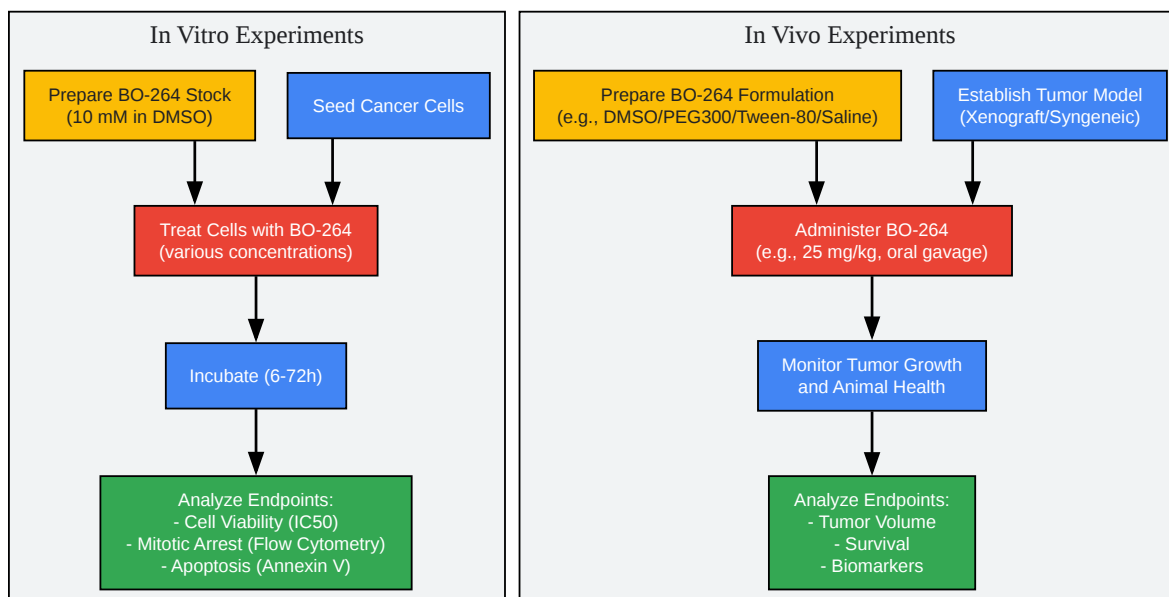 In Vitro Experiments
Prepare BO-264 Stock
(10 mM in DMSO)
Seed Cancer Cells
Treat Cells with BO-264
(various concentrations)
Incubate (6-72h)
Analyze Endpoints:
- Cell Viability (IC50)
- Mitotic Arrest (Flow Cytometry)
- Apoptosis (Annexin V)
In Vivo Experiments
Prepare BO-264 Formulation
(e.g., DMSO/PEG300/Tween-80/Saline)
Establish Tumor Model
(Xenograft/Syngeneic)
Administer BO-264
(e.g., 25 mg/kg, oral gavage)
Monitor Tumor Growth
and Animal Health
Analyze Endpoints:
- Tumor Volume
- Survival
- Biomarkers